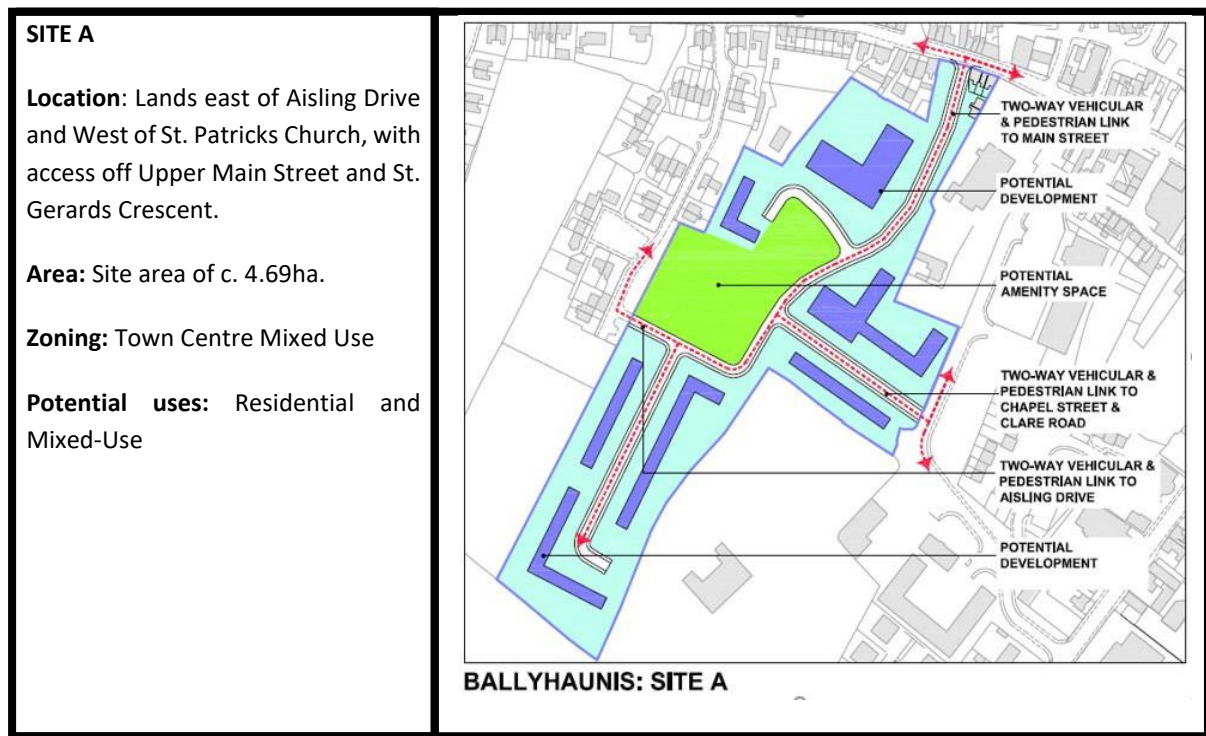 SITE A
Location: Lands east of Aisling Drive
and West of St. Patricks Church, with
access off Upper Main Street and St.
Gerards Crescent.
Area: Site area of c. 4.69ha.
Zoning: Town Centre Mixed Use
Potential uses: Residential and
Mixed-Use
TWO-WAY VEHICULAR
& PEDESTRIAN LINK
TO MAIN STREET
POTENTIAL
DEVELOPMENT
POTENTIAL
AMENITY SPACE
TWO-WAY VEHICULAR &
PEDESTRIAN LINK TO
CHAPEL STREET &
CLARE ROAD
TWO-WAY VEHICULAR &
PEDESTRIAN LINK TO
AISLING DRIVE
POTENTIAL
DEVELOPMENT
BALLYHAUNIS: SITE A